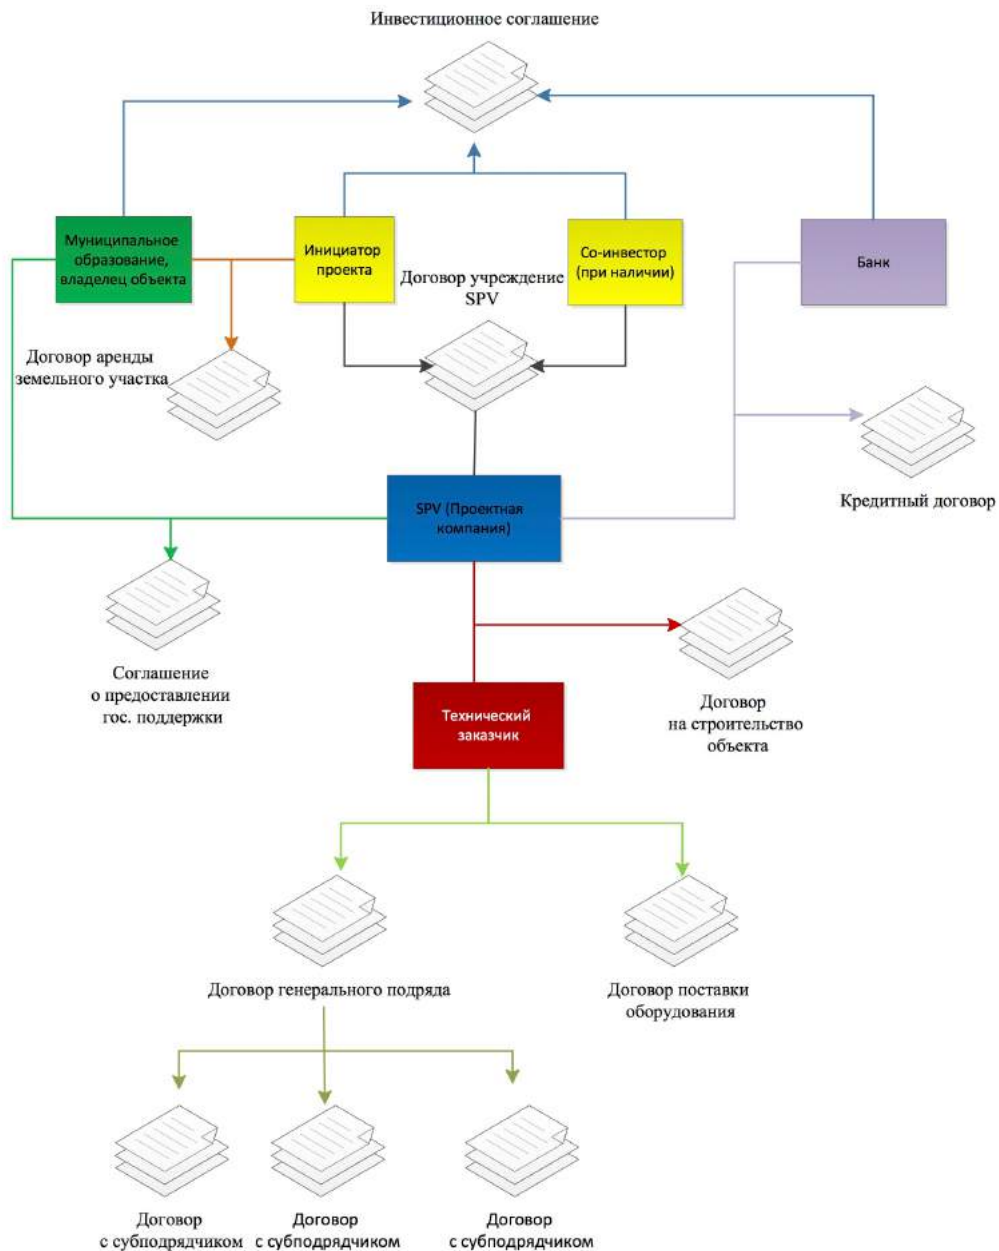 Инвестиционное соглашение
Муниципальное
образование,
владелец объекта
Инициатор
проекта
Со-инвестор
(при наличии)
Банк
Договор учреждение
SPV
Договор аренды
земельного участка
Кредитный договор
SPV (Проектная
компания)
Соглашение
о предоставлении
гос. поддержки
Технический
заказчик
Договор
на строительство
объекта
Договор генерального подряда
Договор поставки
оборудования
Договор
с субподрядчиком
Договор
с субподрядчиком
Договор
с субподрядчиком